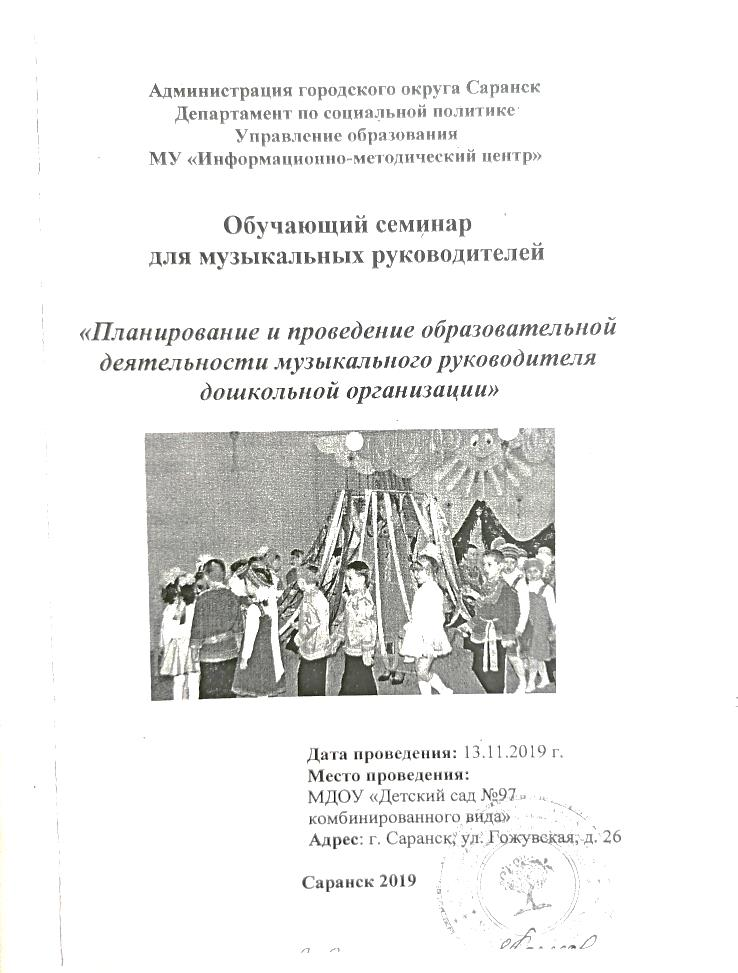 Администрация городского округа Саранск
Департамент по социальной политике
Управление образования
МУ «Информационно-методический центр»
Обучающий семинар
для музыкальных руководителей
«Планирование и проведение образовательной
деятельности музыкального руководителя
дошкольной организации»
Дата проведения: 13.11.2019 г.
Место проведения:
МДОУ «Детский сад №97
комбинированного вида»
Адрес: г. Саранск, ул. Гожувская, д. 26
Саранск 2019